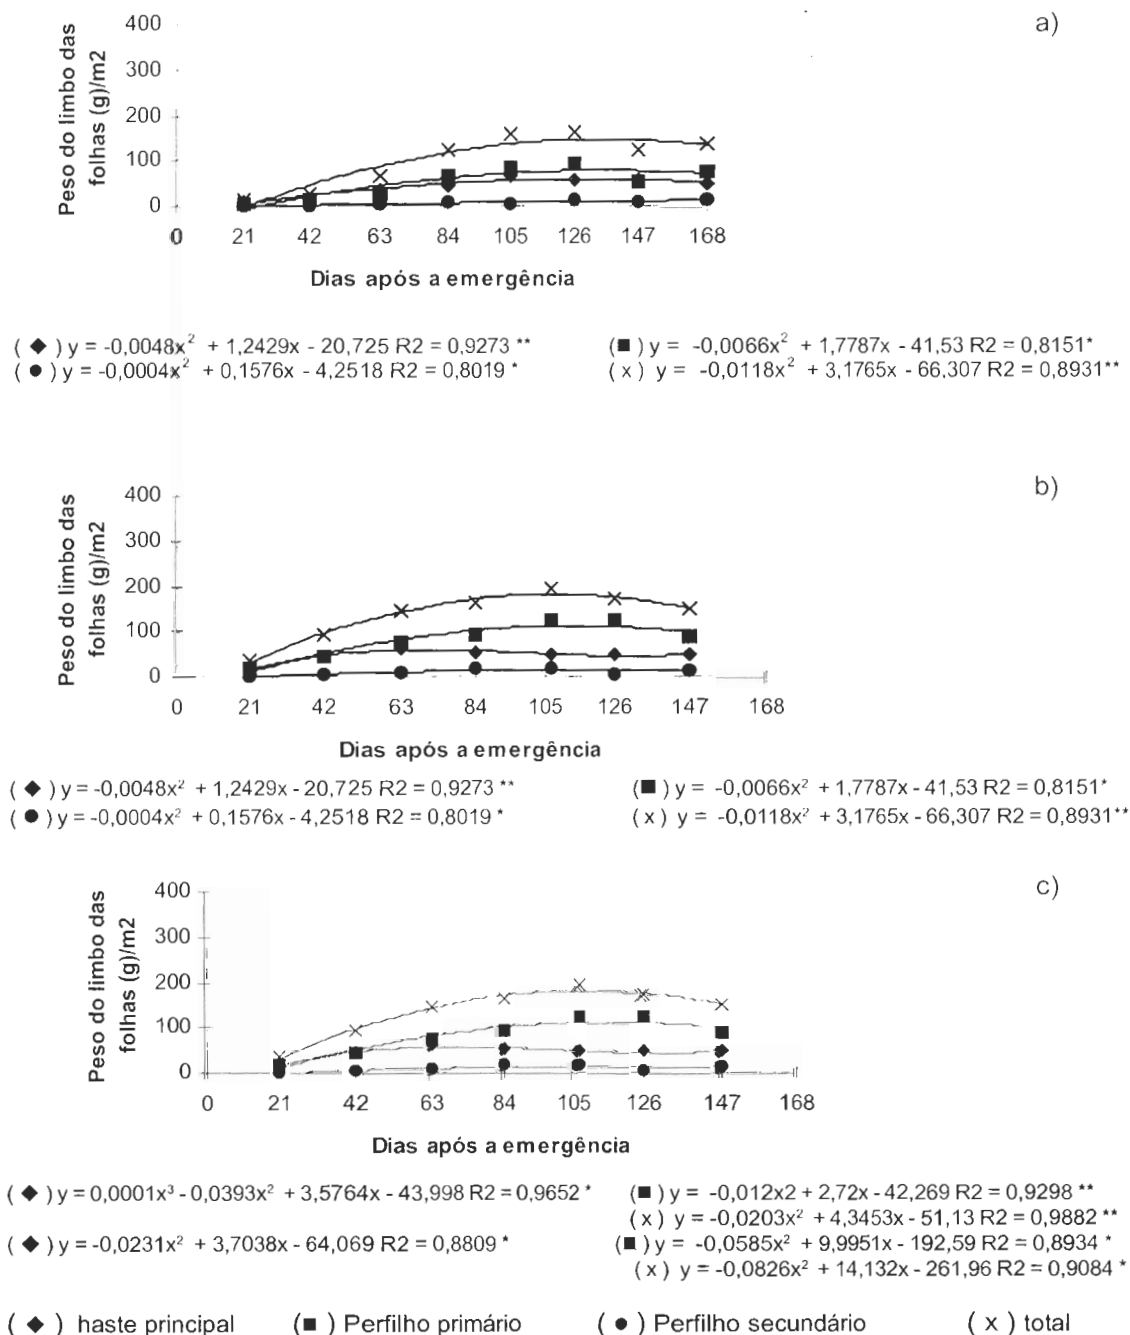 a)
Peso do limbo das
folhas (g)/m2
400
300
200
100
0
0 21 42 63 84 105 126 147 168
Dias após a emergência
( ◆ ) y = -0,0048x² + 1,2429x - 20,725 R2 = 0,9273 ** (■) y = -0,0066x² + 1,7787x - 41,53 R2 = 0,8151*
( ● ) y = -0,0004x² + 0,1576x - 4,2518 R2 = 0,8019 * (x) y = -0,0118x² + 3,1765x - 66,307 R2 = 0,8931**
b)
Peso do limbo das
folhas (g)/m2
400
300
200
100
0
0 21 42 63 84 105 126 147 168
Dias após a emergência
( ◆ ) y = -0,0048x² + 1,2429x - 20,725 R2 = 0,9273 ** (■) y = -0,0066x² + 1,7787x - 41,53 R2 = 0,8151*
( ● ) y = -0,0004x² + 0,1576x - 4,2518 R2 = 0,8019 * (x) y = -0,0118x² + 3,1765x - 66,307 R2 = 0,8931**
c)
Peso do limbo das
folhas (g)/m2
400
300
200
100
0
0 21 42 63 84 105 126 147 168
Dias após a emergência
( ◆ ) y = 0,0001x³ - 0,0393x² + 3,5764x - 43,998 R2 = 0,9652 * (■) y = -0,012x2 + 2,72x - 42,269 R2 = 0,9298 **
(x) y = -0,0203x² + 4,3453x - 51,13 R2 = 0,9882 **
( ◆ ) y = -0,0231x² + 3,7038x - 64,069 R2 = 0,8809 * (■) y = -0,0585x² + 9,9951x - 192,59 R2 = 0,8934 *
(x) y = -0,0826x² + 14,132x - 261,96 R2 = 0,9084 *
( ◆ ) haste principal (■) Perfilho primário ( ● ) Perfilho secundário ( x ) total